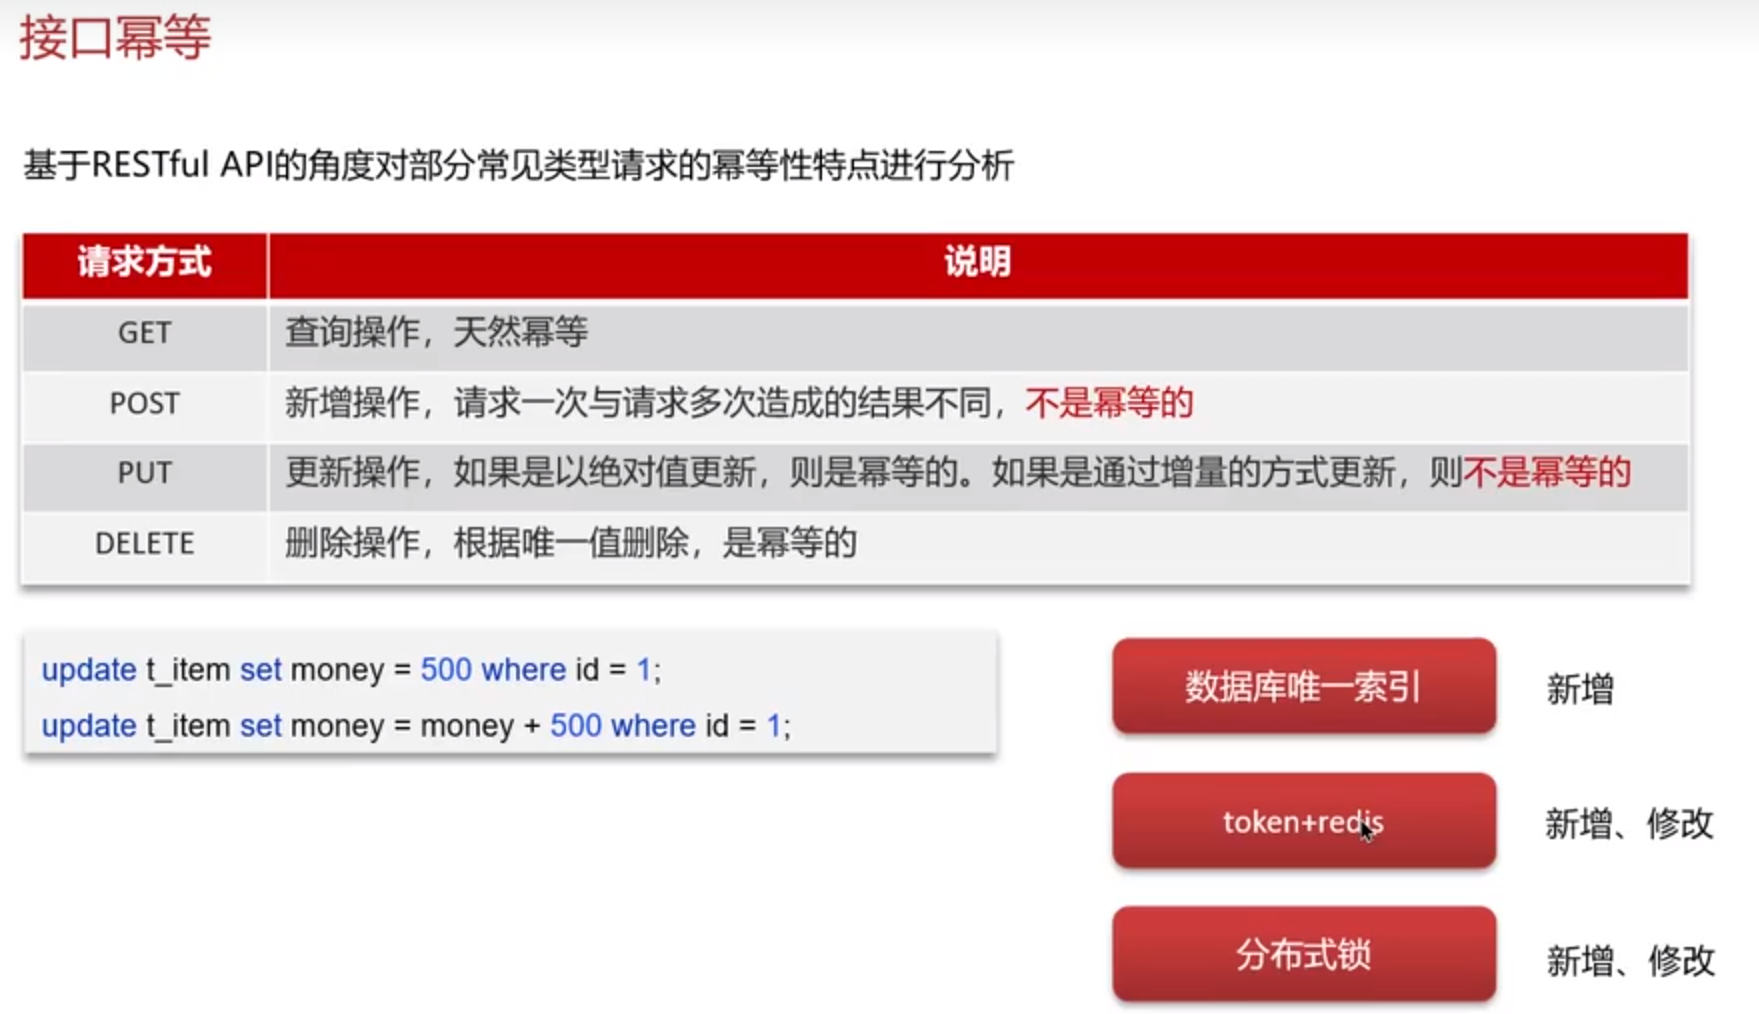 接口幂等
基于RESTful API的角度对部分常见类型请求的幂等性特点进行分析
请求方式 说明
GET 查询操作，天然幂等
POST 新增操作，请求一次与请求多次造成的结果不同，不是幂等的
PUT 更新操作，如果是以绝对值更新，则是幂等的。如果是通过增量的方式更新，则不是幂等的
DELETE 删除操作，根据唯一值删除，是幂等的
update t_item set money = 500 where id = 1;
update t_item set money = money + 500 where id = 1;
数据库唯一索引 新增
token+redis 新增、修改
分布式锁 新增、修改